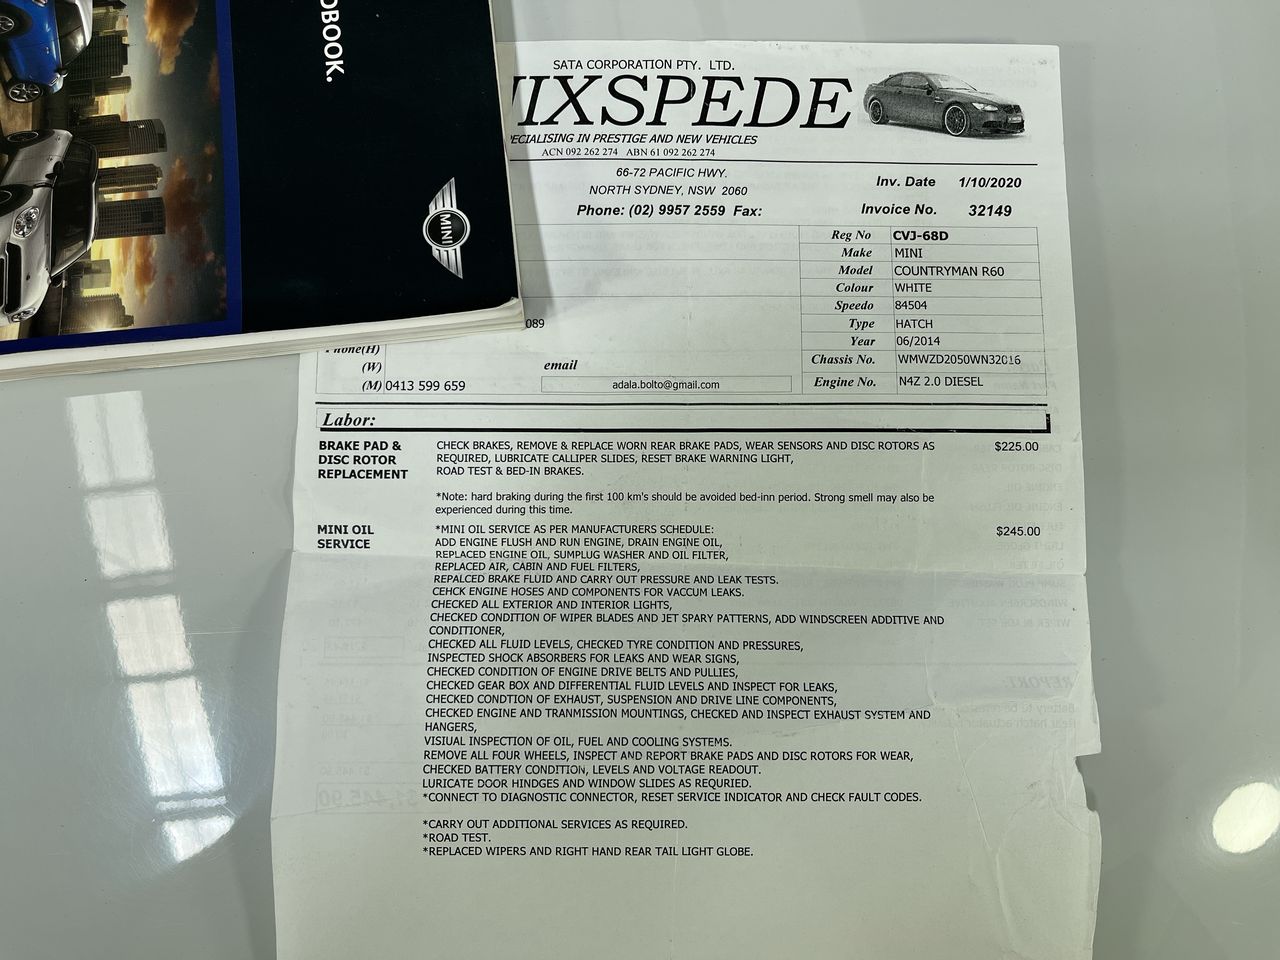 OBOOK.
MINI
SATA CORPORATION PTY. LTD.
IXSPEDE
ECIALISING IN PRESTIGE AND NEW VEHICLES
ACN 092 262 274 ABN 61 092 262 274
66-72 PACIFIC HWY.
NORTH SYDNEY, NSW 2060
Phone: (02) 9957 2559 Fax:
Inv. Date 1/10/2020
Invoice No. 32149
Reg No CVJ-68D
Make MINI
Model COUNTRYMAN R60
Colour WHITE
Speedo 84504
Type HATCH
Year 06/2014
Chassis No. WMWZD2050WN32016
Engine No. N4Z 2.0 DIESEL
089
Phone(H)
(W) email
(M) 0413 599 659 adala.bolto@gmail.com
Labor:
BRAKE PAD &
DISC ROTOR
REPLACEMENT
CHECK BRAKES, REMOVE & REPLACE WORN REAR BRAKE PADS, WEAR SENSORS AND DISC ROTORS AS $225.00
REQUIRED, LUBRICATE CALLIPER SLIDES, RESET BRAKE WARNING LIGHT,
ROAD TEST & BED-IN BRAKES.
*Note: hard braking during the first 100 km's should be avoided bed-inn period. Strong smell may also be
experienced during this time.
MINI OIL
SERVICE
*MINI OIL SERVICE AS PER MANUFACTURERS SCHEDULE: $245.00
ADD ENGINE FLUSH AND RUN ENGINE, DRAIN ENGINE OIL,
REPLACED ENGINE OIL, SUMPLUG WASHER AND OIL FILTER,
REPLACED AIR, CABIN AND FUEL FILTERS,
REPALCED BRAKE FLUID AND CARRY OUT PRESSURE AND LEAK TESTS.
CEHCK ENGINE HOSES AND COMPONENTS FOR VACCUM LEAKS.
CHECKED ALL EXTERIOR AND INTERIOR LIGHTS,
CHECKED CONDITION OF WIPER BLADES AND JET SPARY PATTERNS, ADD WINDSCREEN ADDITIVE AND
CONDITIONER,
CHECKED ALL FLUID LEVELS, CHECKED TYRE CONDITION AND PRESSURES,
INSPECTED SHOCK ABSORBERS FOR LEAKS AND WEAR SIGNS,
CHECKED CONDITION OF ENGINE DRIVE BELTS AND PULLIES,
CHECKED GEAR BOX AND DIFFERENTIAL FLUID LEVELS AND INSPECT FOR LEAKS,
CHECKED CONDTION OF EXHAUST, SUSPENSION AND DRIVE LINE COMPONENTS,
CHECKED ENGINE AND TRANMISSION MOUNTINGS, CHECKED AND INSPECT EXHAUST SYSTEM AND
HANGERS,
VISIUAL INSPECTION OF OIL, FUEL AND COOLING SYSTEMS.
REMOVE ALL FOUR WHEELS, INSPECT AND REPORT BRAKE PADS AND DISC ROTORS FOR WEAR,
CHECKED BATTERY CONDITION, LEVELS AND VOLTAGE READOUT.
LURICATE DOOR HINDGES AND WINDOW SLIDES AS REQURIED.
*CONNECT TO DIAGNOSTIC CONNECTOR, RESET SERVICE INDICATOR AND CHECK FAULT CODES.
*CARRY OUT ADDITIONAL SERVICES AS REQUIRED.
*ROAD TEST.
*REPLACED WIPERS AND RIGHT HAND REAR TAIL LIGHT GLOBE.